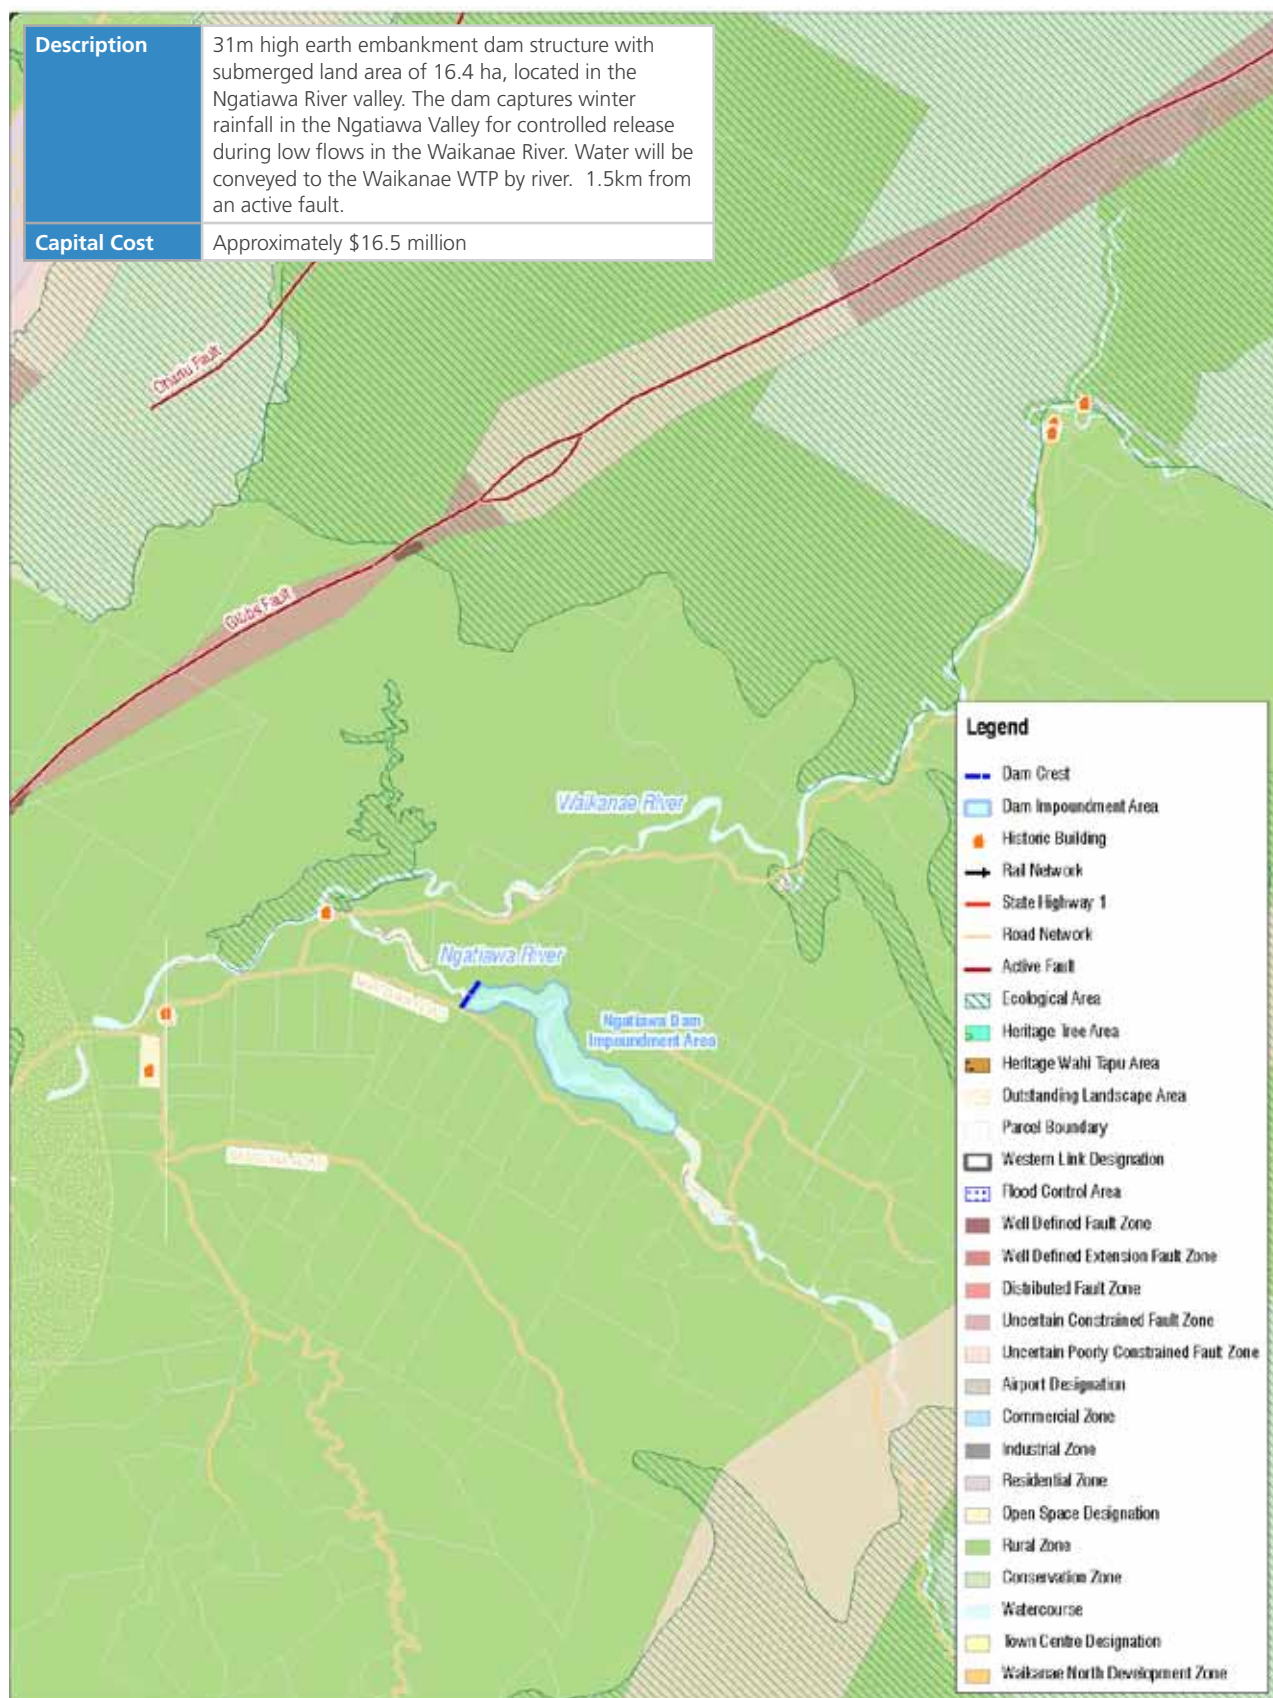 Description
31m high earth embankment dam structure with
submerged land area of 16.4 ha, located in the
Ngatiawa River valley. The dam captures winter
rainfall in the Ngatiawa Valley for controlled release
during low flows in the Waikanae River. Water will be
conveyed to the Waikanae WTP by river.  1.5km from
an active fault.
Capital Cost
Approximately $16.5 million
Ohariu Fault
Gibbs Fault
Waikanae River
Ngatiawa River
Ngatiawa Dam
Impoundment Area
Legend
Dam Crest
Dam Impoundment Area
Historic Building
Rail Network
State Highway 1
Road Network
Active Fault
Ecological Area
Heritage Tree Area
Heritage Wahi Tapu Area
Outstanding Landscape Area
Parcel Boundary
Western Link Designation
Flood Control Area
Well Defined Fault Zone
Well Defined Extension Fault Zone
Distributed Fault Zone
Uncertain Constrained Fault Zone
Uncertain Poorly Constrained Fault Zone
Airport Designation
Commercial Zone
Industrial Zone
Residential Zone
Open Space Designation
Rural Zone
Conservation Zone
Watercourse
Town Centre Designation
Waikanae North Development Zone